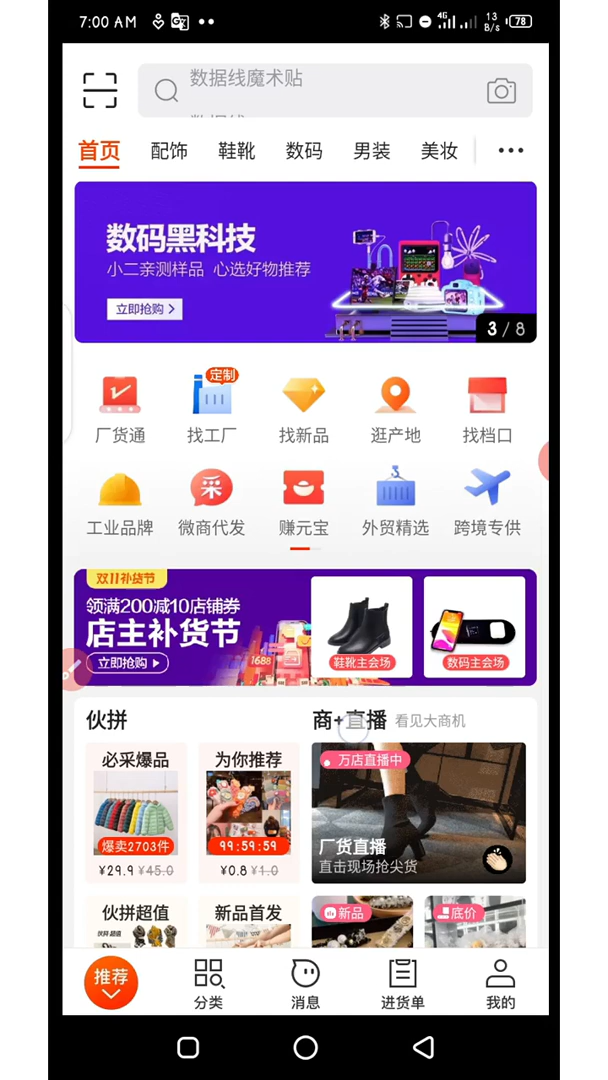 7:00 AM
4G
13
B/s
78
数据线魔术贴
首页 配饰 鞋靴 数码 男装 美妆
数码黑科技
小二亲测样品 心选好物推荐
立即抢购
3 / 8
定制
厂货通 找工厂 找新品 逛产地 找档口
采
工业品牌 微商代发 赚元宝 外贸精选 跨境专供
双11补货节
领满200减10店铺券
店主补货节
立即抢购
1688
鞋靴主会场 数码主会场
伙拼
商+直播 看见大商机
必采爆品 为你推荐
万店直播中
爆卖2703件
99:59:59
厂货直播
直击现场抢尖货
¥29.9 ¥45.0
¥0.8 ¥1.0
伙拼超值 新品首发
新品 底价
伙拼·超值
推荐
分类 消息 进货单 我的